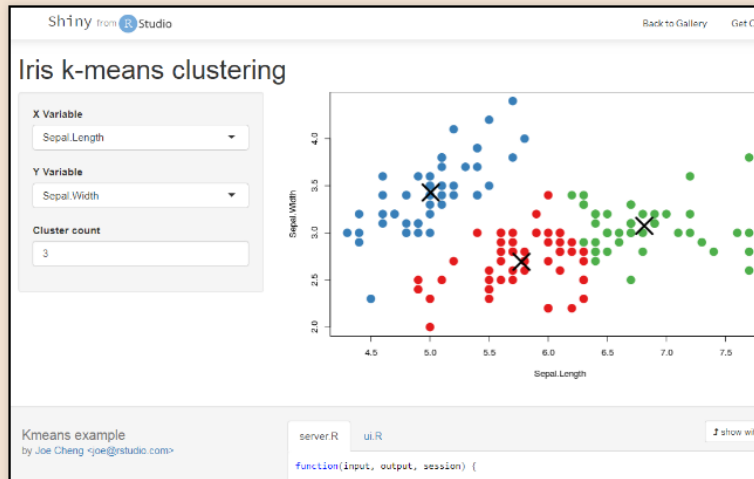 Shiny from R Studio
Back to Gallery
Get C
Iris k-means clustering
X Variable
Sepal.Length
Y Variable
Sepal.Width
Cluster count
3
Sepal.Width
4.0
3.5
3.0
2.5
2.0
4.5 5.0 5.5 6.0 6.5 7.0 7.5
Sepal.Length
Kmeans example
by Joe Cheng <joe@rstudio.com>
server.R
ui.R
show wi
function(input, output, session) {